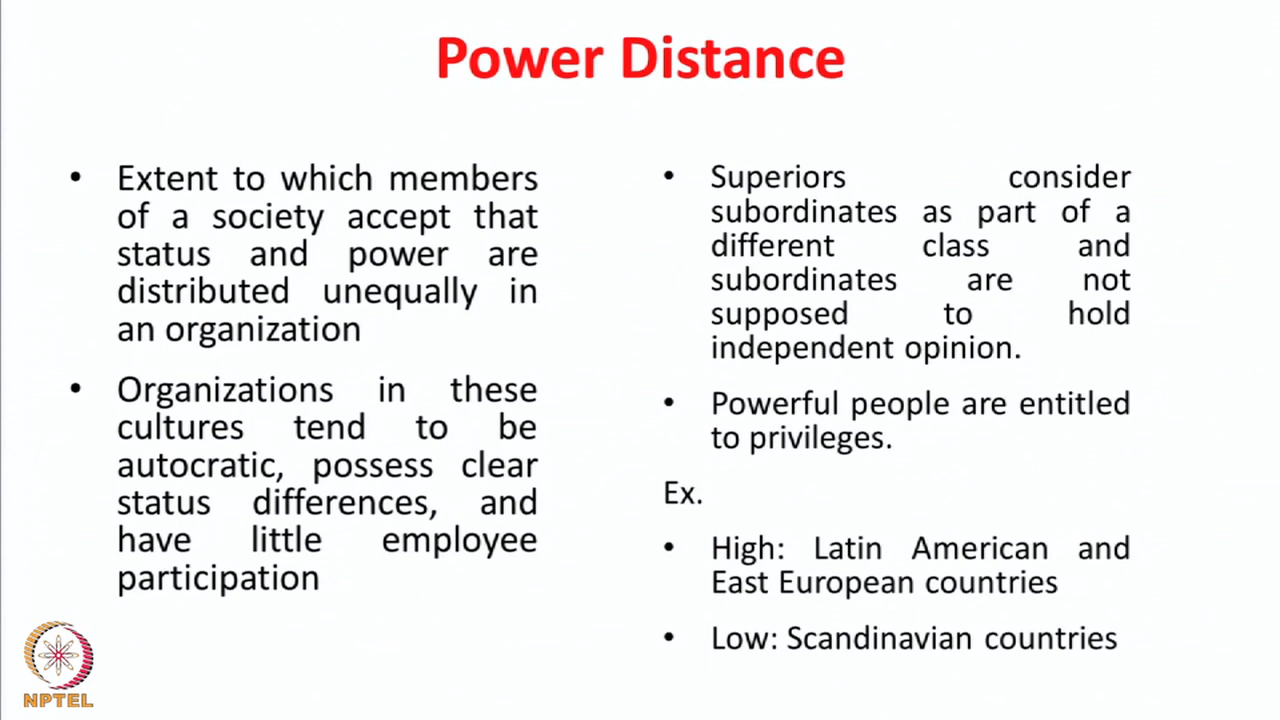 Power Distance
• Extent to which members
of a society accept that
status and power are
distributed unequally in
an organization
• Organizations in these
cultures tend to be
autocratic, possess clear
status differences, and
have little employee
participation
• Superiors consider
subordinates as part of a
different class and
subordinates are not
supposed to hold
independent opinion.
• Powerful people are entitled
to privileges.
Ex.
• High: Latin American and
East European countries
• Low: Scandinavian countries
NPTEL